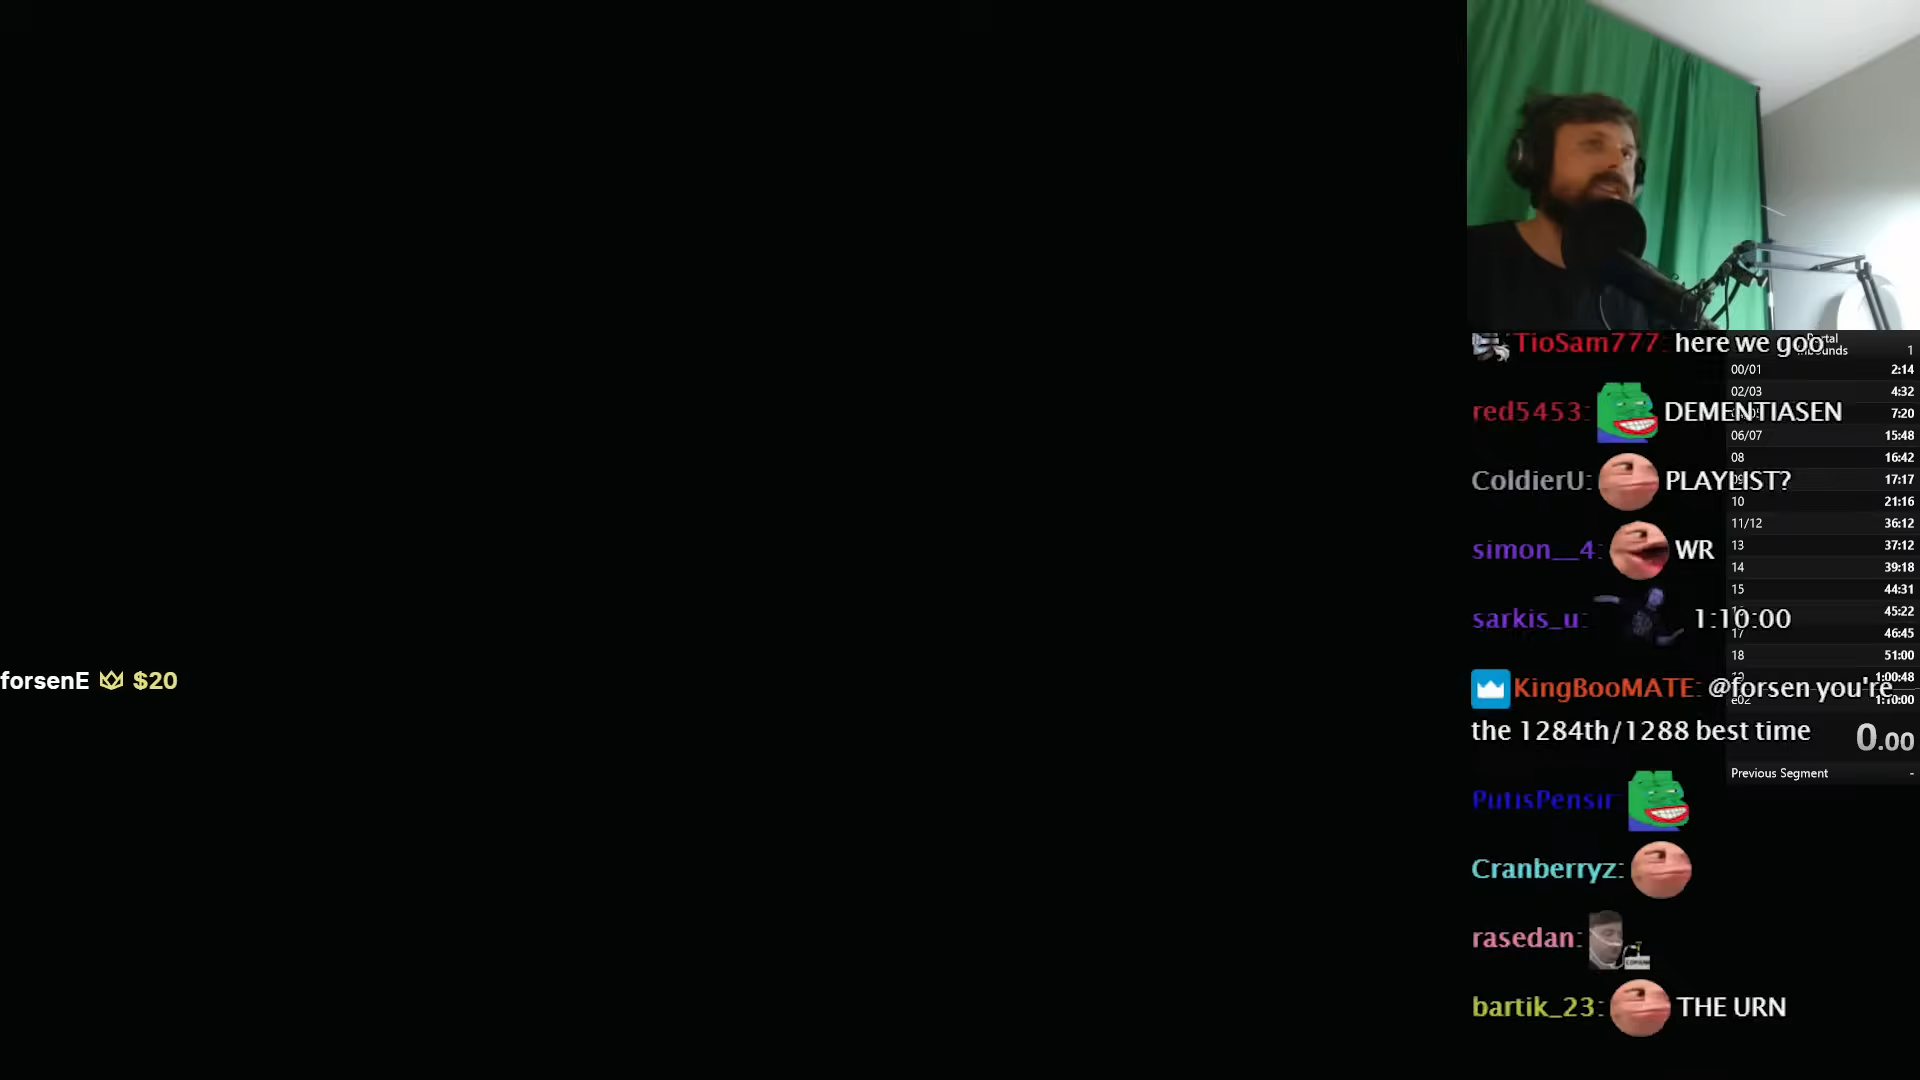 forsenE $20
TioSam777: here we goo
red5453: DEMENTIASEN
ColdierU: PLAYLIST?
simon__4: WR
sarkis_u: 1:10:00
KingBooMATE: @forsen you're
the 1284th/1288 best time
PutisPensir:
Cranberryz:
rasedan:
bartik_23: THE URN
1
00/01 2:14
02/03 4:32
7:20
06/07 15:48
08 16:42
17:17
10 21:16
11/12 36:12
13 37:12
14 39:18
15 44:31
45:22
17 46:45
18 51:00
1:00:48
e02 1:10:00
0.00
Previous Segment -